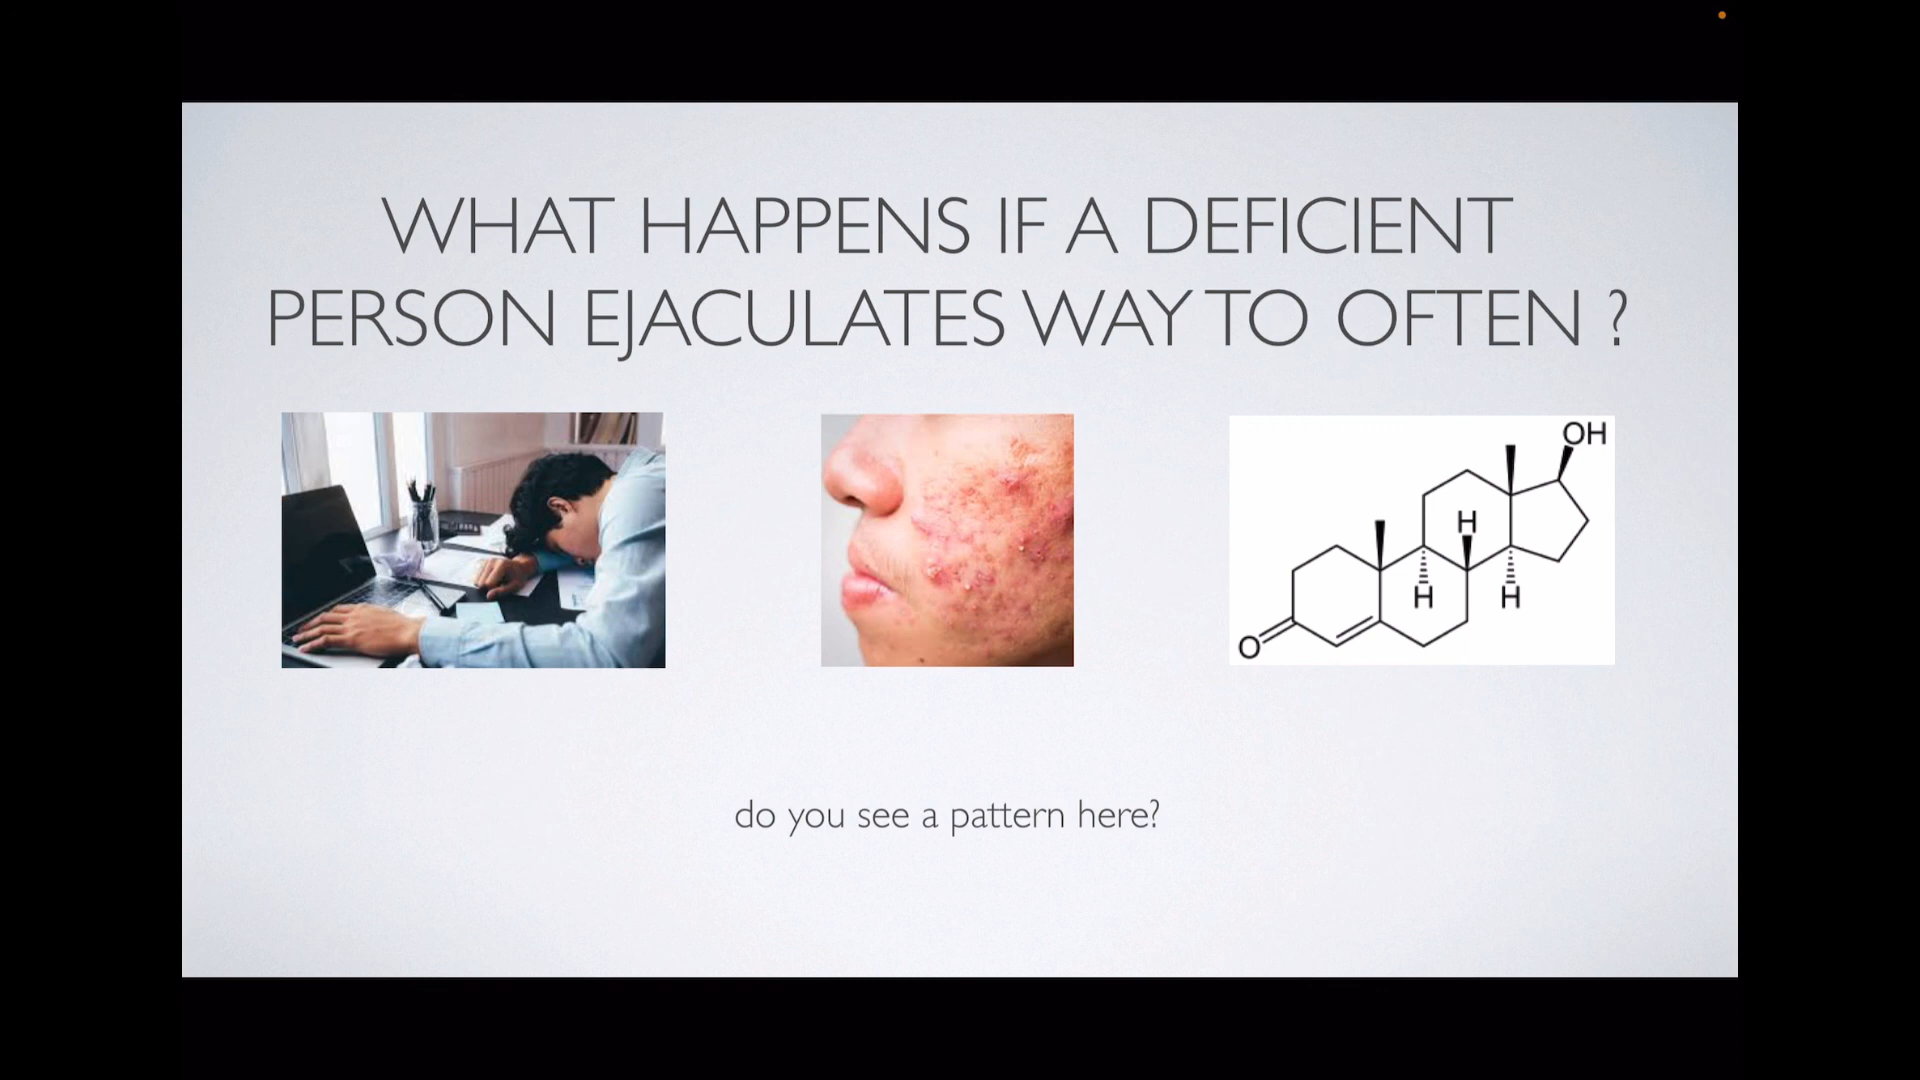 WHAT HAPPENS IF A DEFICIENT
PERSON EJACULATES WAY TO OFTEN ?
OH
H
H
H
O
do you see a pattern here?